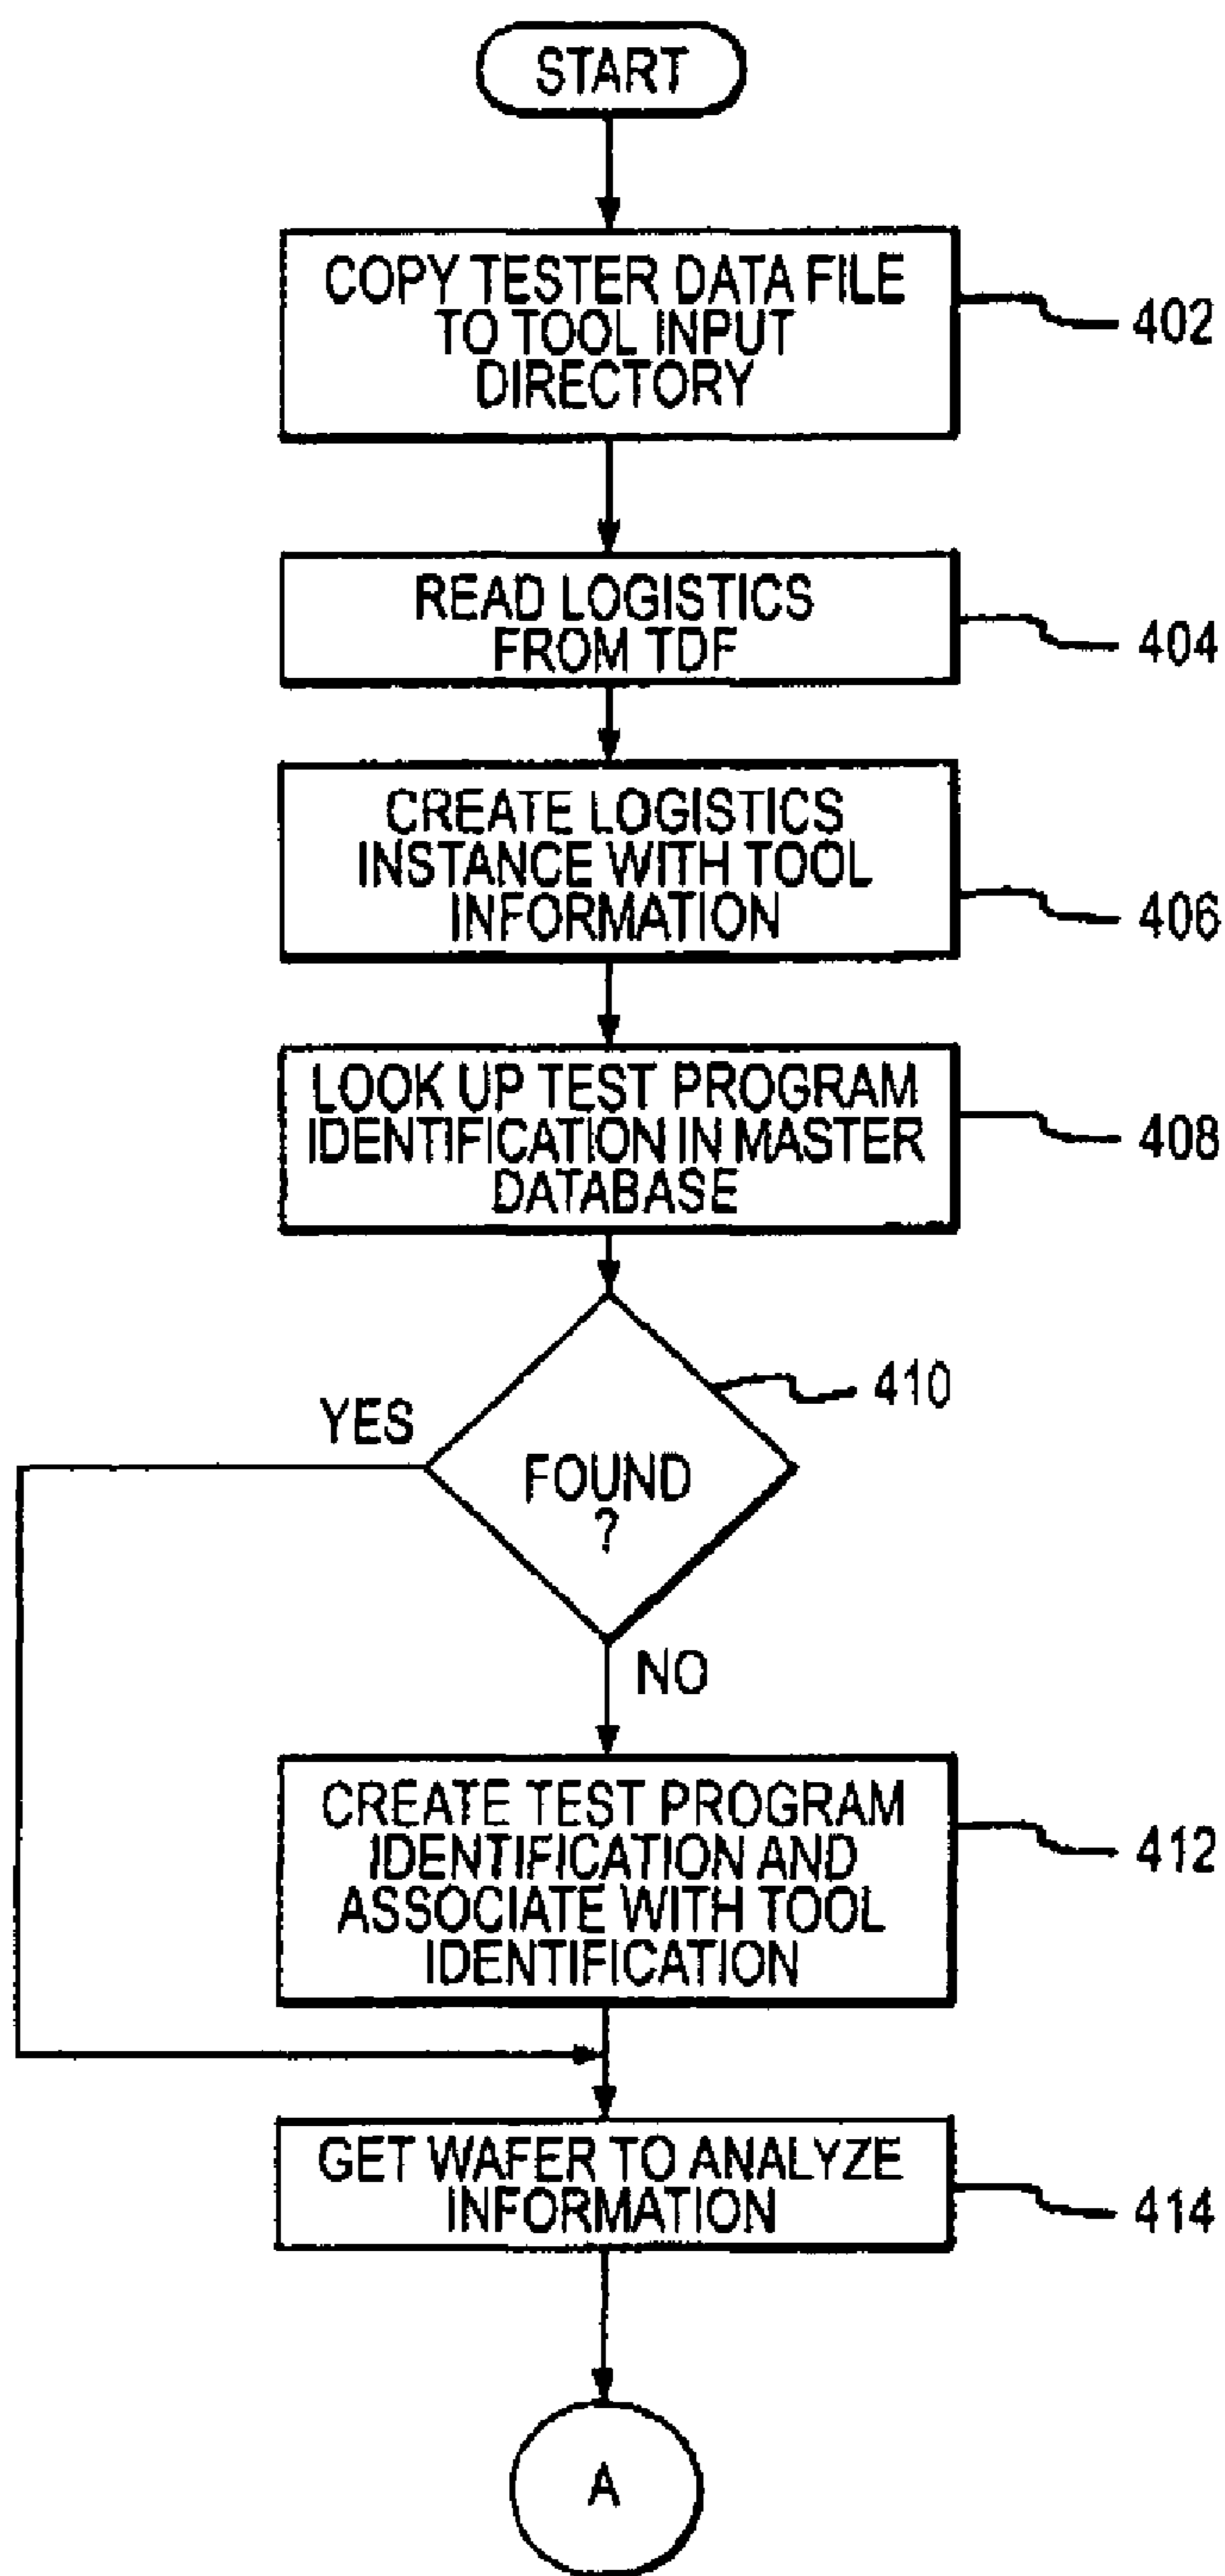 START
COPY TESTER DATA FILE
TO TOOL INPUT
DIRECTORY
402
READ LOGISTICS
FROM TDF
404
CREATE LOGISTICS
INSTANCE WITH TOOL
INFORMATION
406
LOOK UP TEST PROGRAM
IDENTIFICATION IN MASTER
DATABASE
408
410
YES
FOUND
?
NO
CREATE TEST PROGRAM
IDENTIFICATION AND
ASSOCIATE WITH TOOL
IDENTIFICATION
412
GET WAFER TO ANALYZE
INFORMATION
414
A